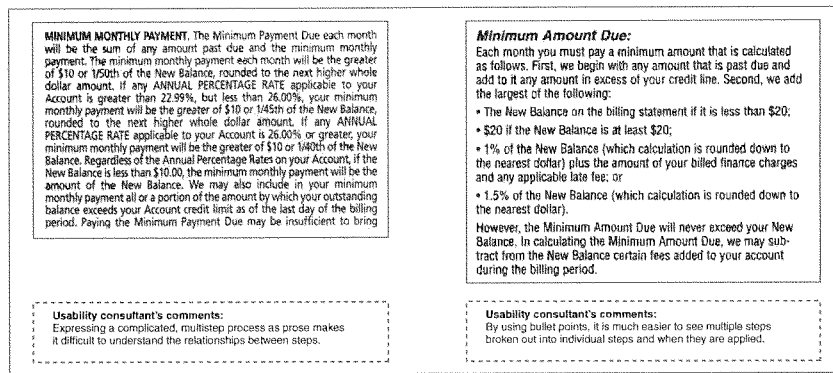 MINIMUM MONTHLY PAYMENT. The Minimum Payment Due each month
will be the sum of any amount past due and the minimum monthly
payment. The minimum monthly payment each month will be the greater
of $10 or 1/50th of the New Balance, rounded to the next higher whole
dollar amount. If any ANNUAL PERCENTAGE RATE applicable to your
Account is greater than 22.99%, but less than 26.00%, your minimum
monthly payment will be the greater of $10 or 1/45th of the New Balance,
rounded to the next higher whole dollar amount. If any ANNUAL
PERCENTAGE RATE applicable to your Account is 26.00% or greater, your
minimum monthly payment will be the greater of $10 or 1/40th of the New
Balance. Regardless of the Annual Percentage Rates on your Account, if the
New Balance is less than $10.00, the minimum monthly payment will be the
amount of the New Balance. We may also include in your minimum
monthly payment all or a portion of the amount by which your outstanding
balance exceeds your Account credit limit as of the last day of the billing
period. Paying the Minimum Payment Due may be insufficient to bring
Usability consultant's comments:
Expressing a complicated, multistep process as prose makes
it difficult to understand the relationships between steps.
Minimum Amount Due:
Each month you must pay a minimum amount that is calculated
as follows. First, we begin with any amount that is past due and
add to it any amount in excess of your credit line. Second, we add
the largest of the following:
• The New Balance on the billing statement if it is less than $20;
• $20 if the New Balance is at least $20;
• 1% of the New Balance (which calculation is rounded down to
the nearest dollar) plus the amount of your billed finance charges
and any applicable late fee; or
• 1.5% of the New Balance (which calculation is rounded down to
the nearest dollar).
However, the Minimum Amount Due will never exceed your New
Balance. In calculating the Minimum Amount Due, we may sub-
tract from the New Balance certain fees added to your account
during the billing period.
Usability consultant's comments:
By using bullet points, it is much easier to see multiple steps
broken out into individual steps and when they are applied.